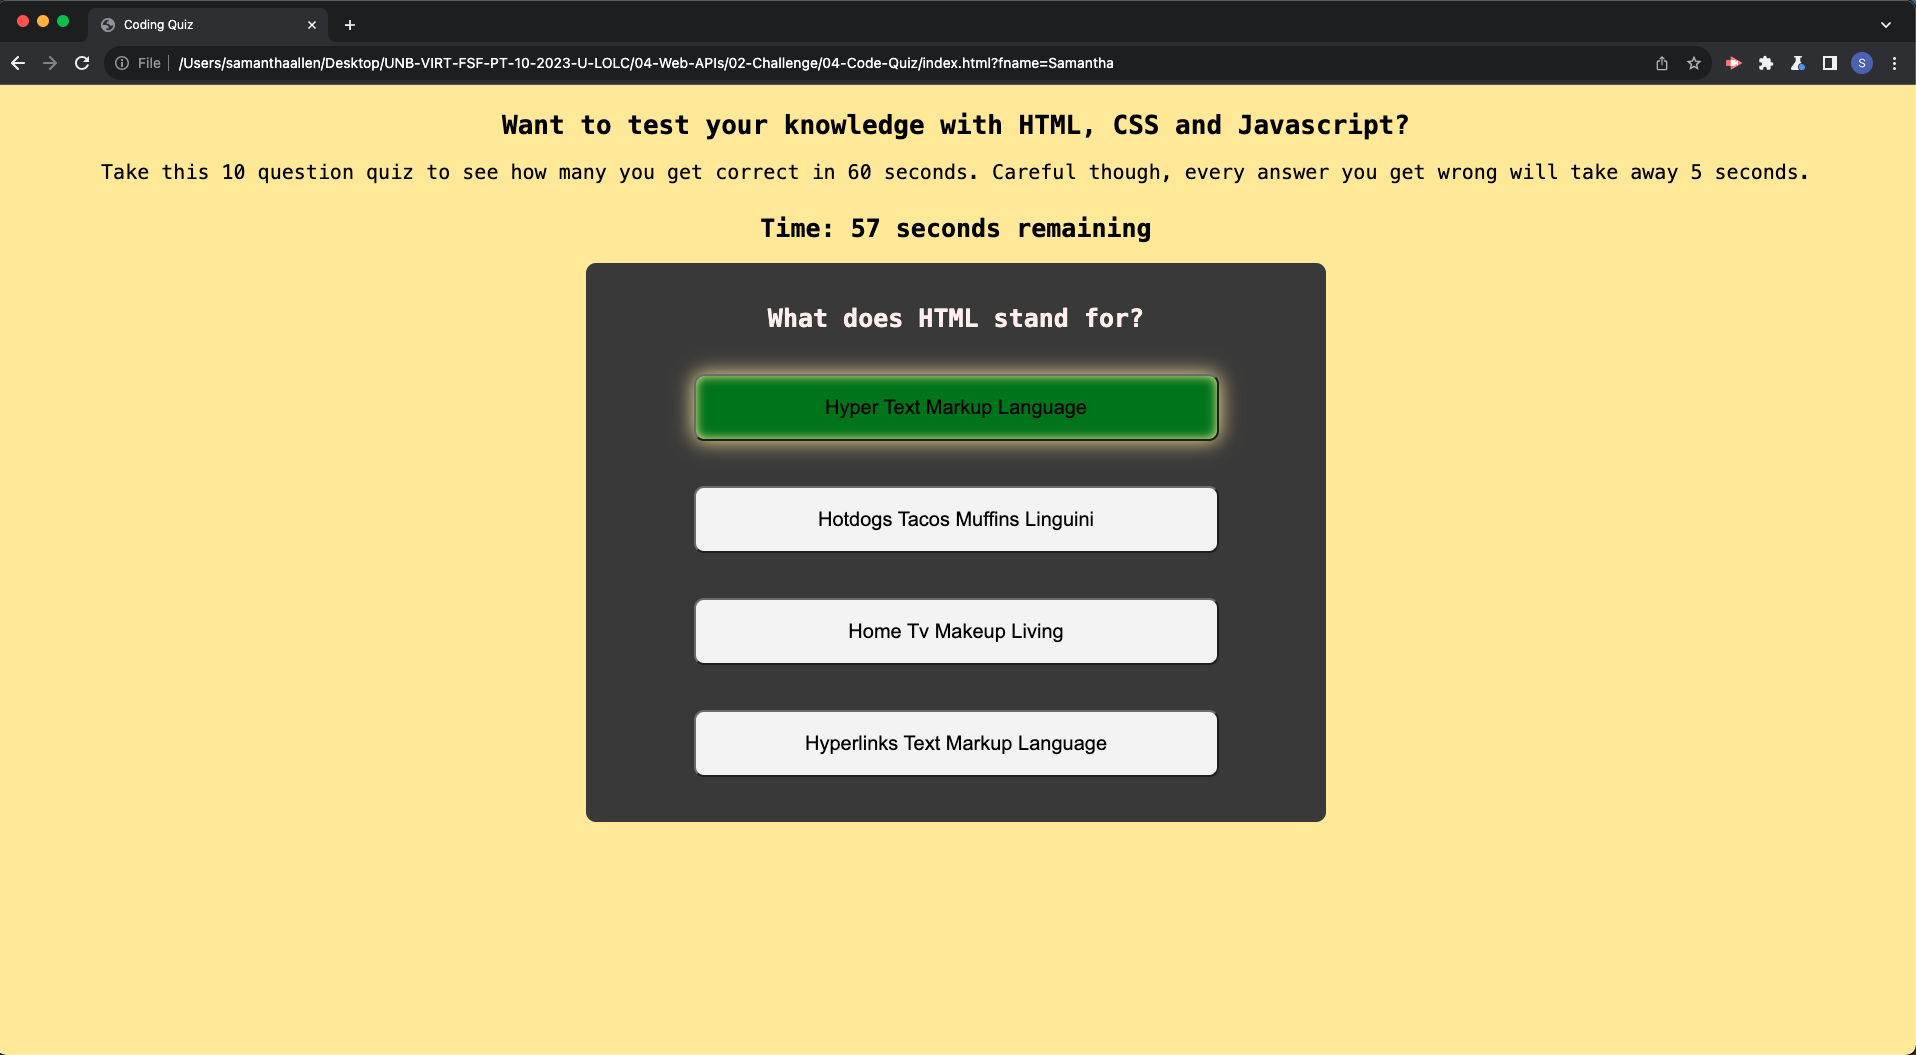 Coding Quiz
File /Users/samanthaallen/Desktop/UNB-VIRT-FSF-PT-10-2023-U-LOLC/04-Web-APIs/02-Challenge/04-Code-Quiz/index.html?fname=Samantha
S
Want to test your knowledge with HTML, CSS and Javascript?
Take this 10 question quiz to see how many you get correct in 60 seconds. Careful though, every answer you get wrong will take away 5 seconds.
Time: 57 seconds remaining
What does HTML stand for?
Hyper Text Markup Language
Hotdogs Tacos Muffins Linguini
Home Tv Makeup Living
Hyperlinks Text Markup Language